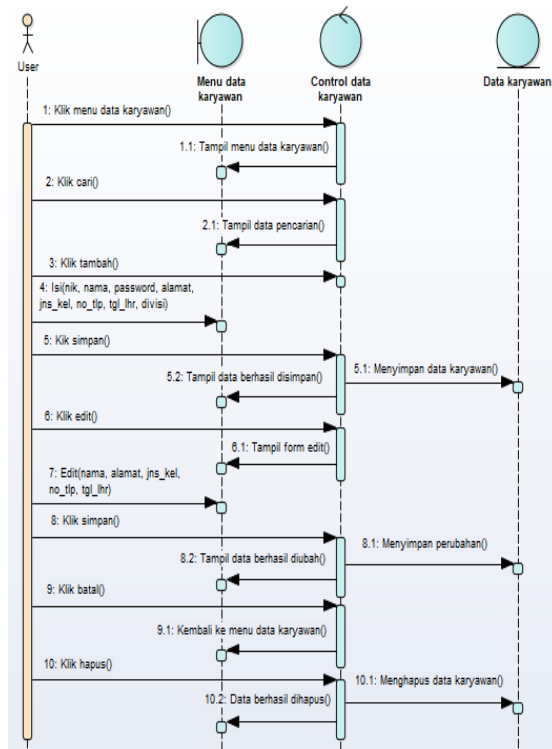 User
Menu data
karyawan
Control data
karyawan
Data karyawan
1: Klik menu data karyawan()
1.1: Tampil menu data karyawan()
2: Klik cari()
2.1: Tampil data pencarian()
3: Klik tambah()
4: Isi(nik, nama, password, alamat,
jns_kel, no_tlp, tgl_lhr, divisi)
5: Kik simpan()
5.1: Menyimpan data karyawan()
5.2: Tampil data berhasil disimpan()
6: Klik edit()
6.1: Tampil form edit()
7: Edit(nama, alamat, jns_kel,
no_tlp, tgl_lhr)
8: Klik simpan()
8.1: Menyimpan perubahan()
8.2: Tampil data berhasil diubah()
9: Klik batal()
9.1: Kembali ke menu data karyawan()
10: Klik hapus()
10.1: Menghapus data karyawan()
10.2: Data berhasil dihapus()